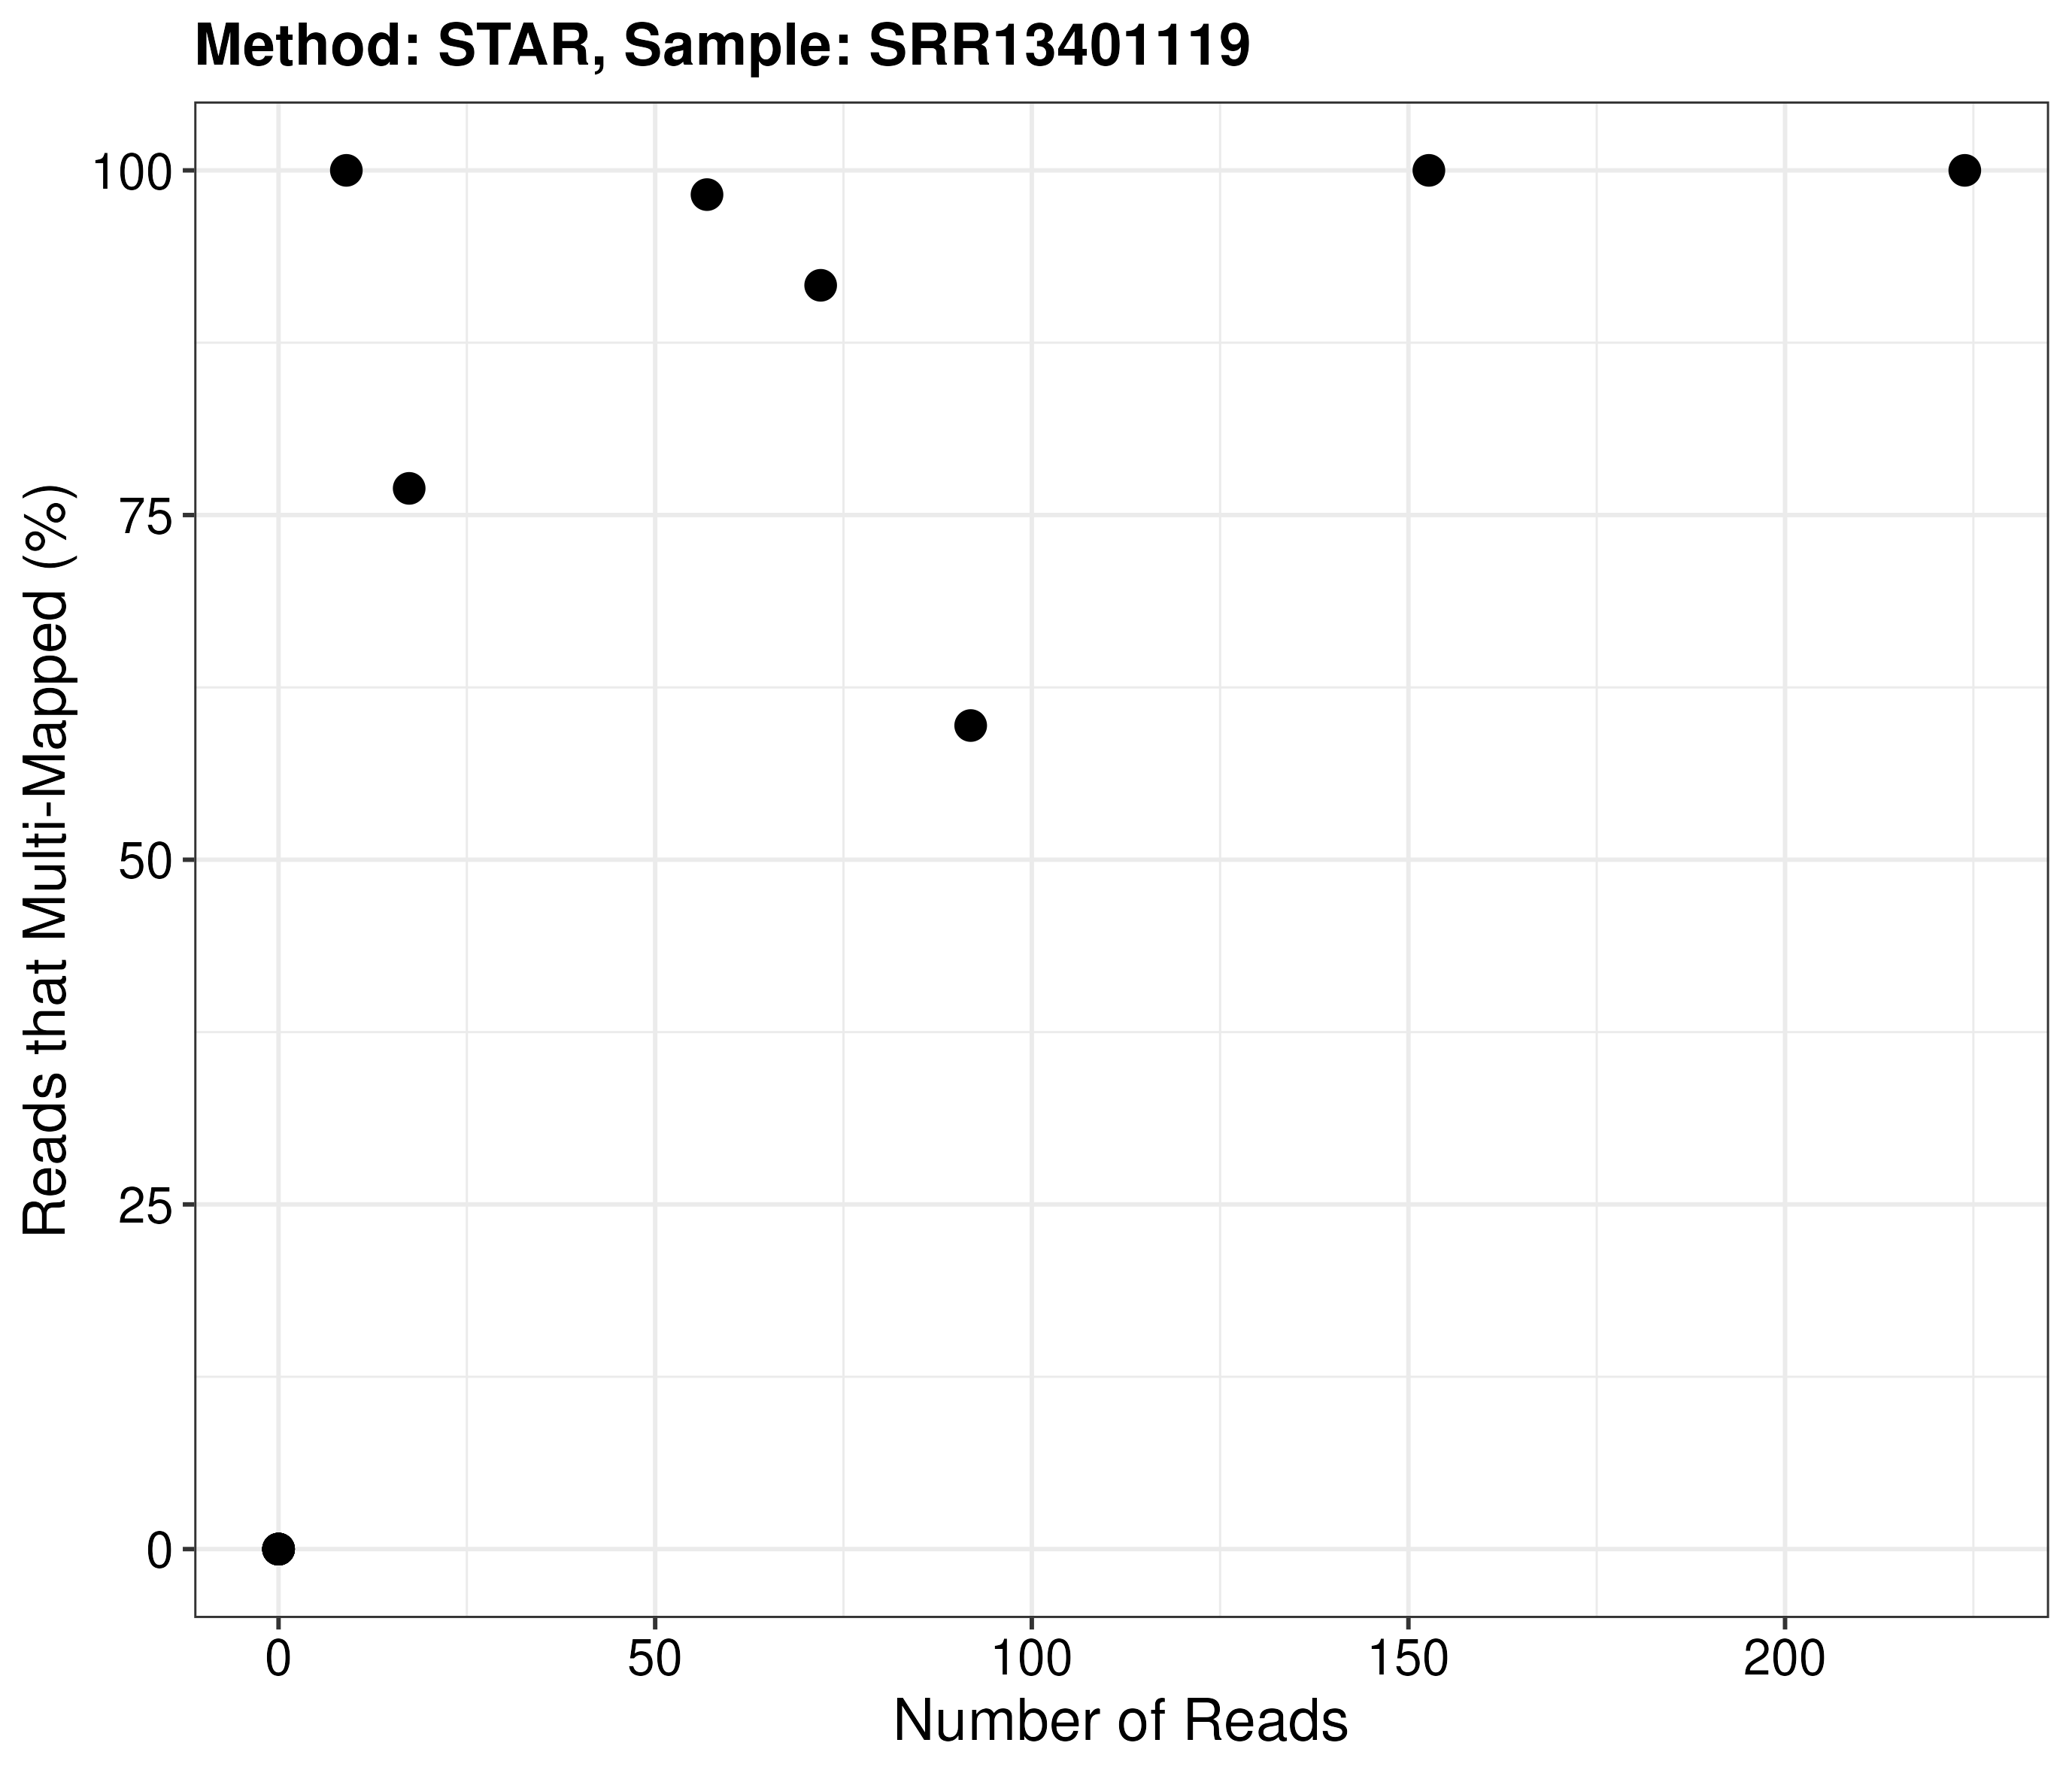 Method: STAR, Sample: SRR13401119
Reads that Multi-Mapped (%)
100
75
50
25
0
0 50 100 150 200
Number of Reads